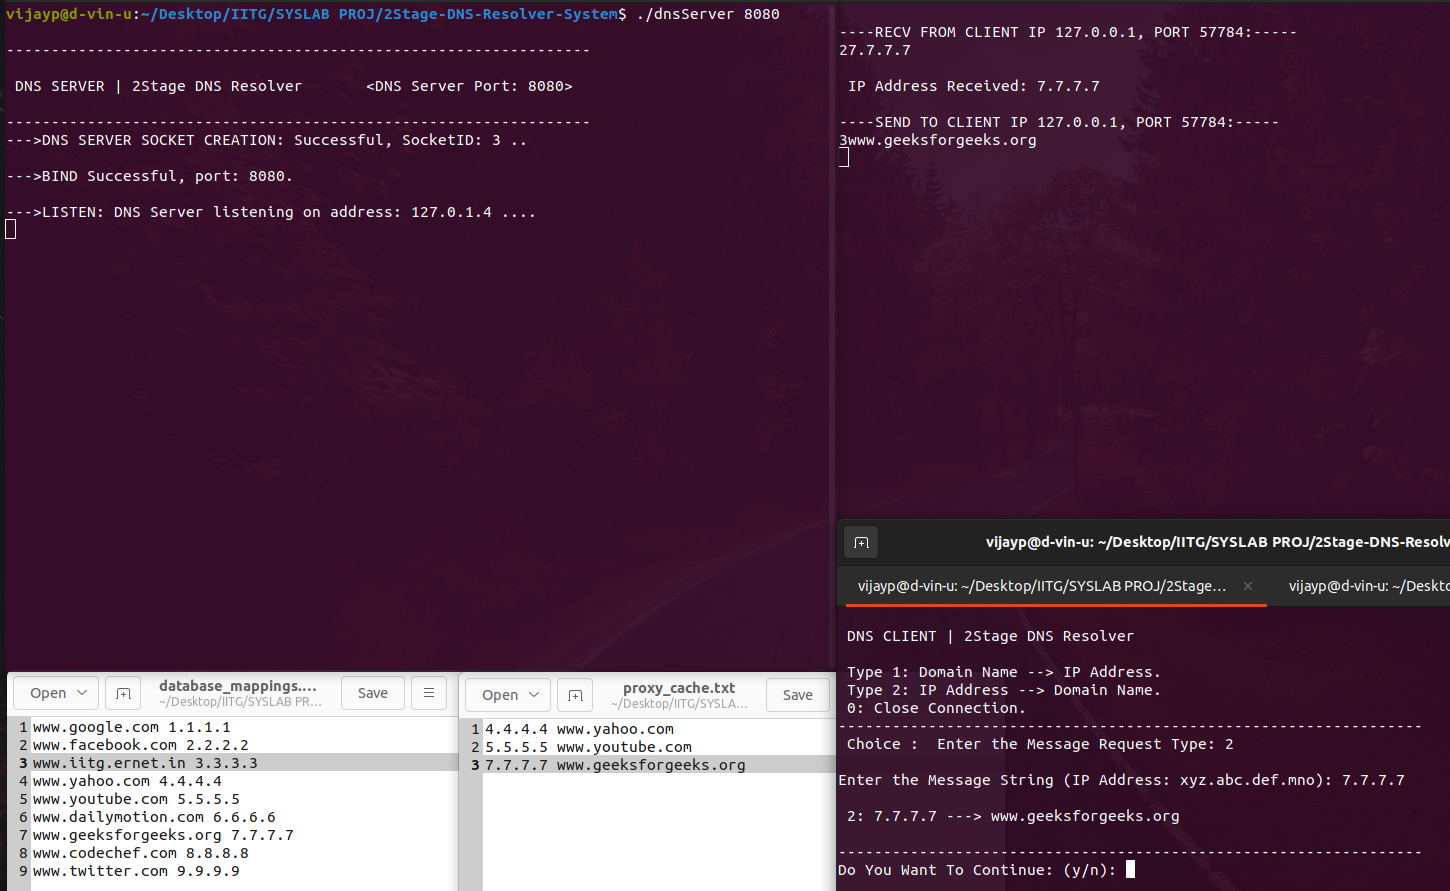 vijayp@d-vin-u:~/Desktop/IITG/SYSLAB PROJ/2Stage-DNS-Resolver-System$ ./dnsServer 8080
-----------------------------------------------------------------
DNS SERVER | 2Stage DNS Resolver <DNS Server Port: 8080>
-----------------------------------------------------------------
--->DNS SERVER SOCKET CREATION: Successful, SocketID: 3 ..
--->BIND Successful, port: 8080.
--->LISTEN: DNS Server listening on address: 127.0.1.4 ....
----RECV FROM CLIENT IP 127.0.0.1, PORT 57784:-----
27.7.7.7
IP Address Received: 7.7.7.7
----SEND TO CLIENT IP 127.0.0.1, PORT 57784:-----
3www.geeksforgeeks.org
Open database_mappings.... Save
~/Desktop/IITG/SYSLAB PR...
1 www.google.com 1.1.1.1
2 www.facebook.com 2.2.2.2
3 www.iitg.ernet.in 3.3.3.3
4 www.yahoo.com 4.4.4.4
5 www.youtube.com 5.5.5.5
6 www.dailymotion.com 6.6.6.6
7 www.geeksforgeeks.org 7.7.7.7
8 www.codechef.com 8.8.8.8
9 www.twitter.com 9.9.9.9
Open proxy_cache.txt Save
~/Desktop/IITG/SYSLA...
1 4.4.4.4 www.yahoo.com
2 5.5.5.5 www.youtube.com
3 7.7.7.7 www.geeksforgeeks.org
vijayp@d-vin-u: ~/Desktop/IITG/SYSLAB PROJ/2Stage-DNS-Resolv
vijayp@d-vin-u: ~/Desktop/IITG/SYSLAB PROJ/2Stage... × vijayp@d-vin-u: ~/Deskto
DNS CLIENT | 2Stage DNS Resolver
Type 1: Domain Name --> IP Address.
Type 2: IP Address --> Domain Name.
0: Close Connection.
-----------------------------------------------------------------
Choice :  Enter the Message Request Type: 2
Enter the Message String (IP Address: xyz.abc.def.mno): 7.7.7.7
2: 7.7.7.7 ---> www.geeksforgeeks.org
-----------------------------------------------------------------
Do You Want To Continue: (y/n):